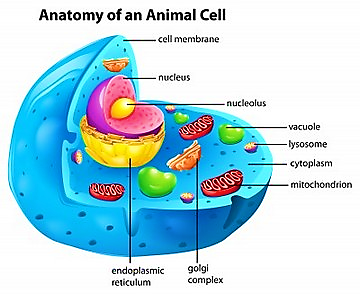 Anatomy of an Animal Cell
cell membrane
nucleus
nucleolus
vacuole
lysosome
cytoplasm
mitochondrion
endoplasmic
reticulum
golgi
complex